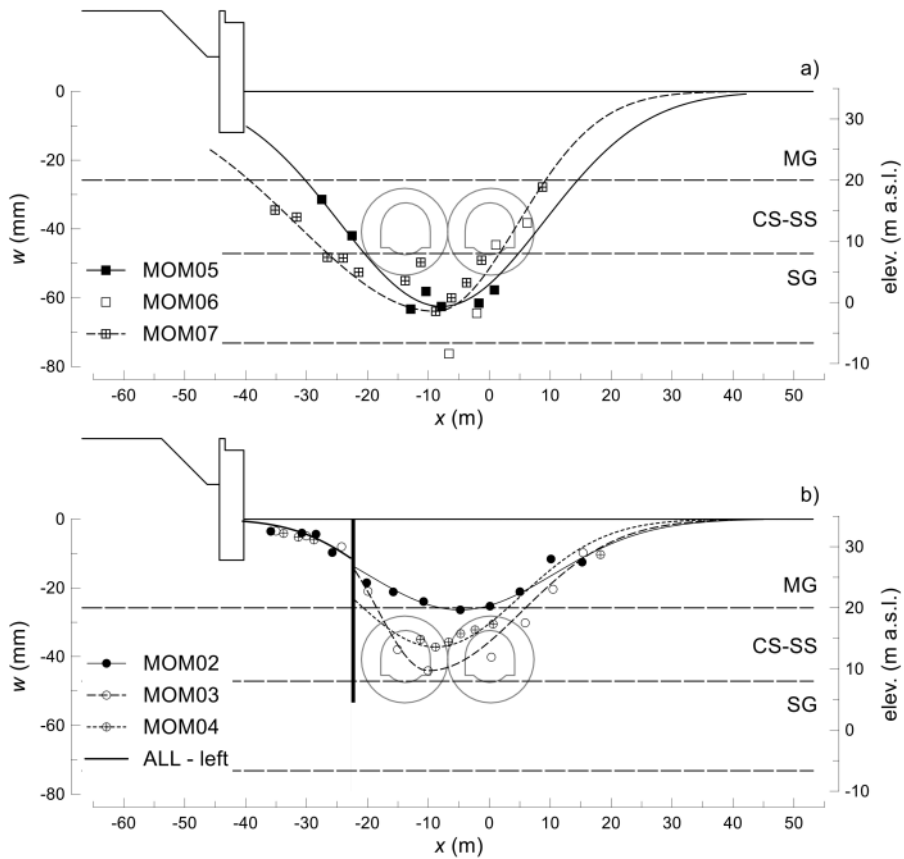 a)
0
-20
-40
-60
-80
w (mm)
30
20
10
0
-10
elev. (m a.s.l.)
MG
CS-SS
SG
MOM05
MOM06
MOM07
-60 -50 -40 -30 -20 -10 0 10 20 30 40 50
x (m)
b)
0
-20
-40
-60
-80
w (mm)
30
20
10
0
-10
elev. (m a.s.l.)
MG
CS-SS
SG
MOM02
MOM03
MOM04
ALL - left
-60 -50 -40 -30 -20 -10 0 10 20 30 40 50
x (m)